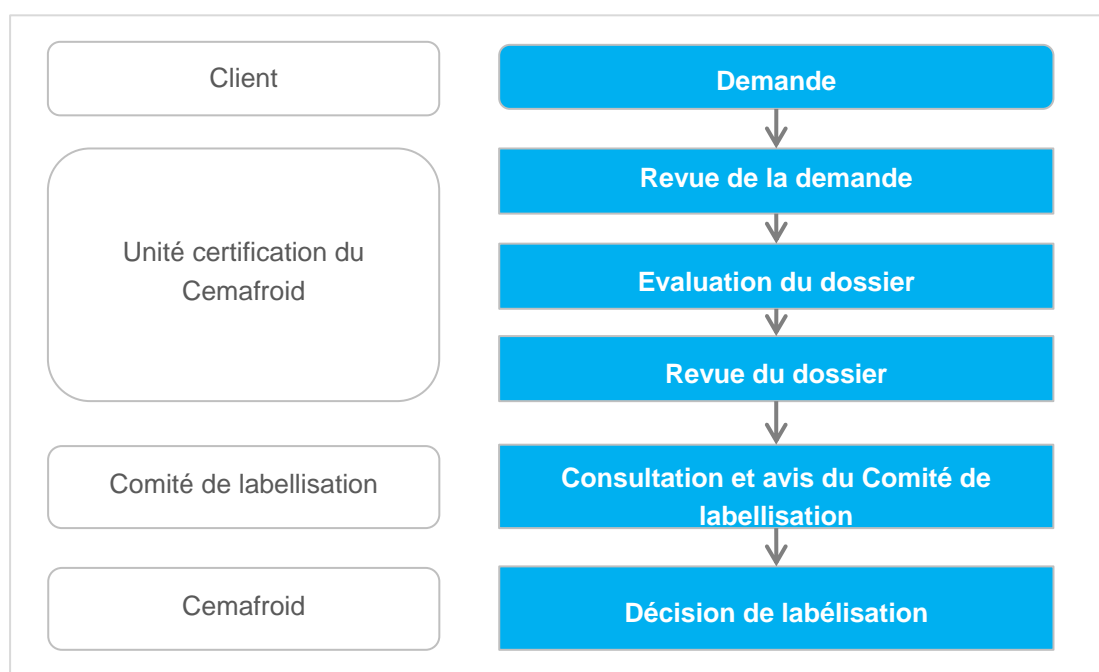 Client
Demande
Revue de la demande
Unité certification du
Cemafroid
Evaluation du dossier
Revue du dossier
Comité de labellisation
Consultation et avis du Comité de
labellisation
Cemafroid
Décision de labélisation